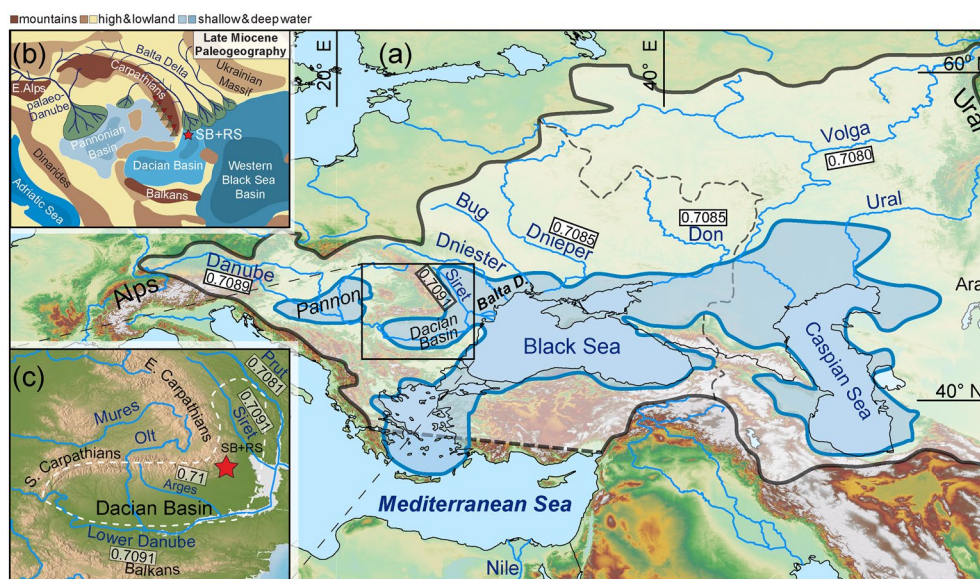 mountains high & lowland shallow & deep water
(b)
Late Miocene
Paleogeography
Balta Delta
Ukrainian
Massif
Carpathians
E.Alps
palaeo-
Danube
Pannonian
Basin
SB+RS
Dacian Basin
Western
Black Sea
Basin
Dinarides
Balkans
Adriatic Sea
(a)
20° E
40° E
60°
Ural
Volga
0.7080
Ural
Bug
Dnieper
0.7085
0.7085
Don
Dniester
Danube
0.7089
Alps
Pannon
0.7091
Siret
Balta D.
Dacian
Basin
Black Sea
Caspian Sea
Ara
40° N
Mediterranean Sea
Nile
(c)
E. Carpathians
Prut
0.7081
0.7091
Siret
Mures
Olt
SB+RS
S. Carpathians
0.71
Arges
Dacian Basin
Lower Danube
0.7091
Balkans